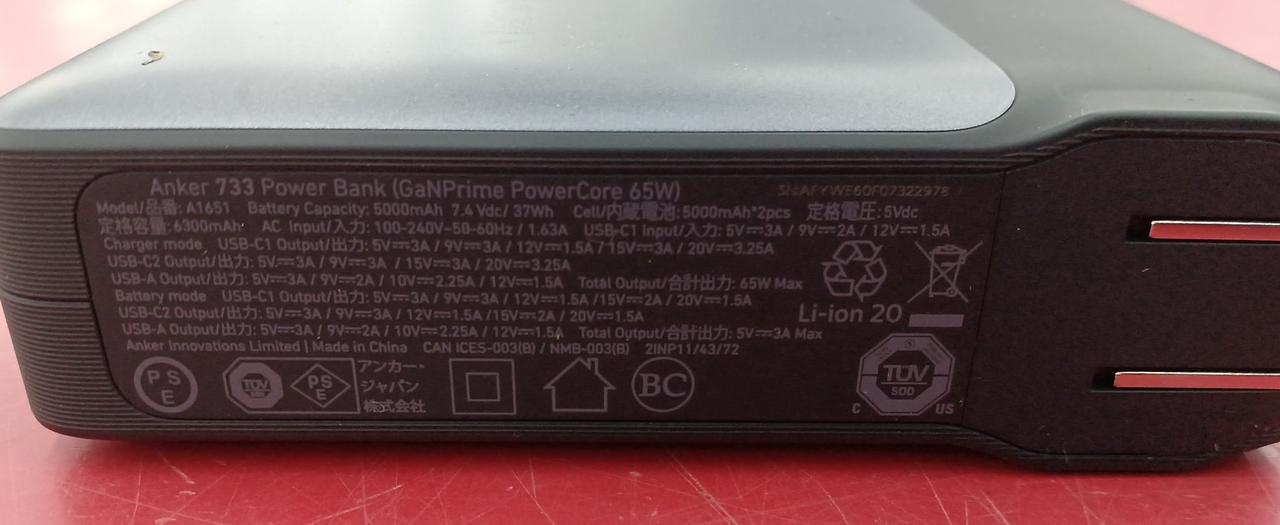 Anker 733 Power Bank (GaNPrime PowerCore 65W)
Model/品番: A1651 Battery Capacity: 5000mAh 7.4 Vdc/ 37Wh Cell/内蔵電池:5000mAh*2pcs 定格電圧:5Vdc
定格容量:6300mAh AC Input/入力: 100-240V~50-60Hz / 1.63A USB-C1 Input/入力: 5V⎓3A / 9V⎓2A / 12V⎓1.5A
Charger mode USB-C1 Output/出力: 5V⎓3A / 9V⎓3A / 12V⎓1.5A / 15V⎓3A / 20V⎓3.25A
USB-C2 Output/出力: 5V⎓3A / 9V⎓3A / 15V⎓3A / 20V⎓3.25A
USB-A Output/出力: 5V⎓3A / 9V⎓2A / 10V⎓2.25A / 12V⎓1.5A Total Output/合計出力: 65W Max
Battery mode USB-C1 Output/出力: 5V⎓3A / 9V⎓3A / 12V⎓1.5A /15V⎓2A / 20V⎓1.5A
USB-C2 Output/出力: 5V⎓3A / 9V⎓3A / 12V⎓1.5A /15V⎓2A / 20V⎓1.5A
USB-A Output/出力: 5V⎓3A / 9V⎓2A / 10V⎓2.25A / 12V⎓1.5A Total Output/合計出力: 5V⎓3A Max
Anker Innovations Limited | Made in China CAN ICES-003(B) / NMB-003(B) 2INP11/43/72
Li-ion 20
PS
E
TÜV
SÜD
PS
E
アンカー・
ジャパン
株式会社
BC
TÜV
SÜD
C US